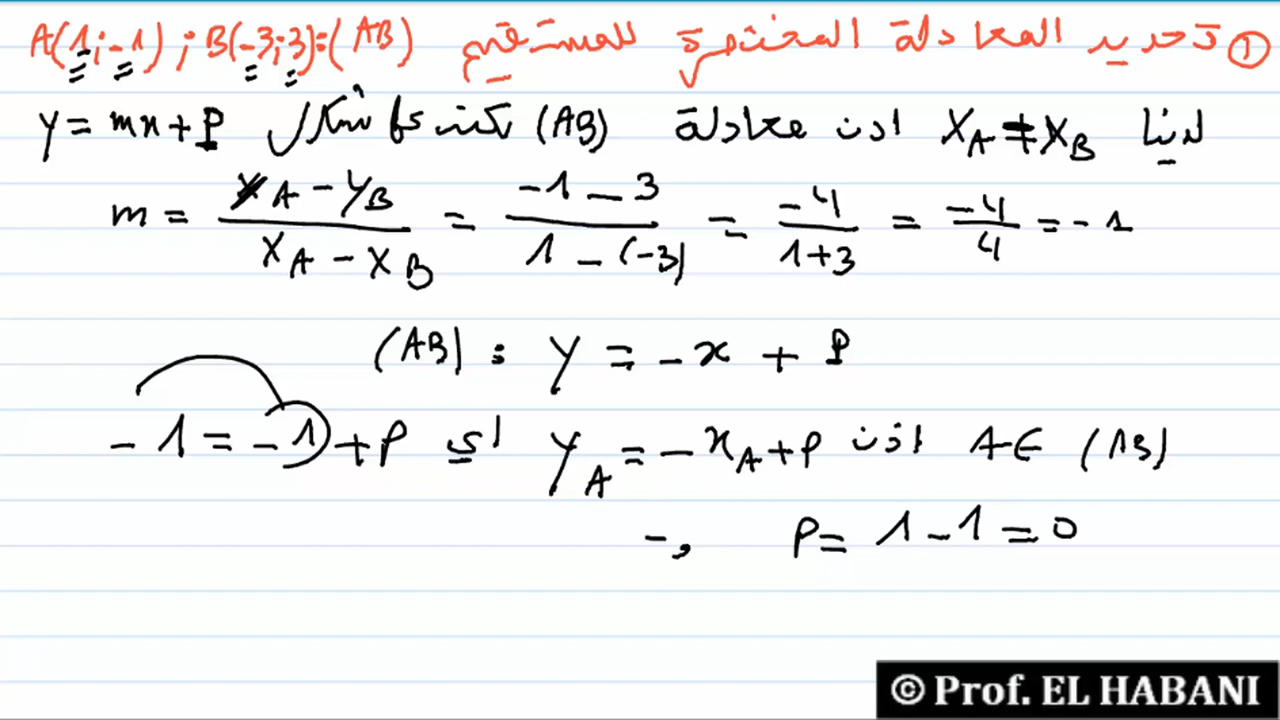 ① تحديد المعادلة المختصرة للمستقيم (AB): A(1;-1) ; B(-3;3)
لدينا X_A ≠ X_B اذن معادلة (AB) تكتب على شكل y = mx + p
m = (y_A - y_B)/(X_A - X_B) = (-1 - 3)/(1 - (-3)) = -4/(1+3) = -4/4 = -1
(AB) : y = -x + p
A ∈ (AB) اذن y_A = -x_A + p اي -1 = -1 + p
p = 1 - 1 = 0
© Prof. EL HABANI